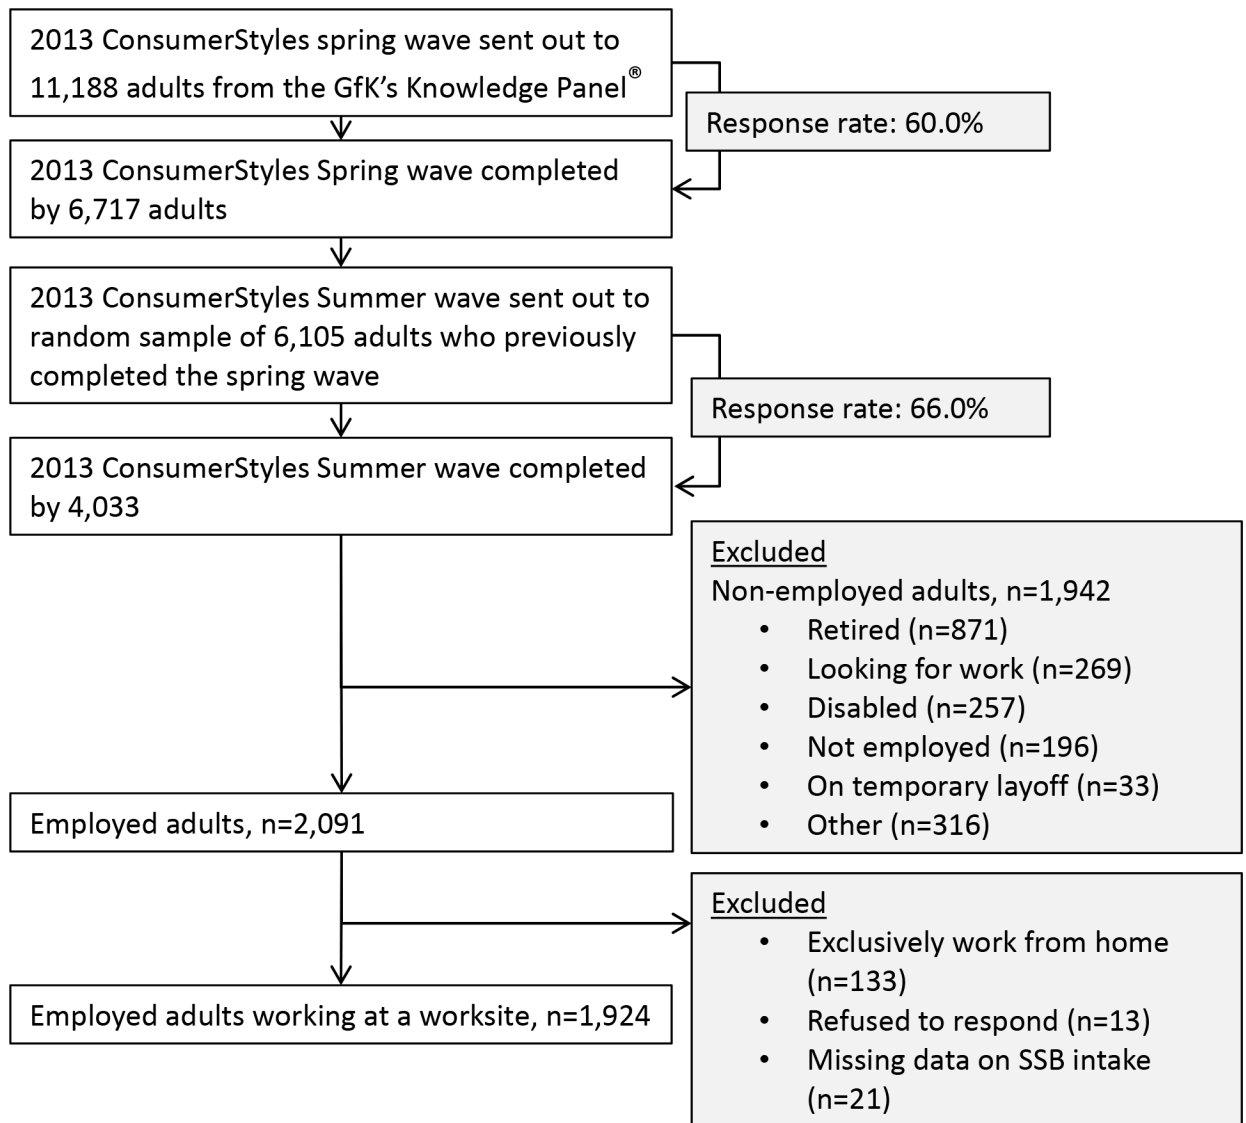 2013 ConsumerStyles spring wave sent out to
11,188 adults from the GfK's Knowledge Panel®
Response rate: 60.0%
2013 ConsumerStyles Spring wave completed
by 6,717 adults
2013 ConsumerStyles Summer wave sent out to
random sample of 6,105 adults who previously
completed the spring wave
Response rate: 66.0%
2013 ConsumerStyles Summer wave completed
by 4,033
Excluded
Non-employed adults, n=1,942
• Retired (n=871)
• Looking for work (n=269)
• Disabled (n=257)
• Not employed (n=196)
• On temporary layoff (n=33)
• Other (n=316)
Employed adults, n=2,091
Excluded
• Exclusively work from home
(n=133)
• Refused to respond (n=13)
• Missing data on SSB intake
(n=21)
Employed adults working at a worksite, n=1,924